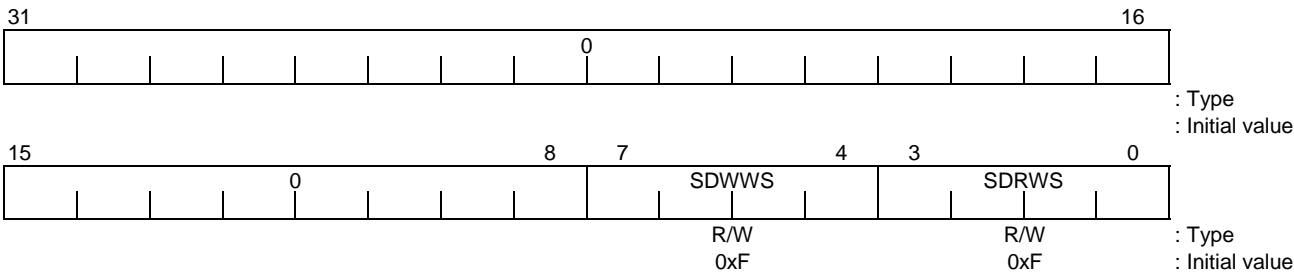 31 16
0
: Type
: Initial value
15 8 7 4 3 0
0 SDWWS SDRWS
R/W R/W : Type
0xF 0xF : Initial value